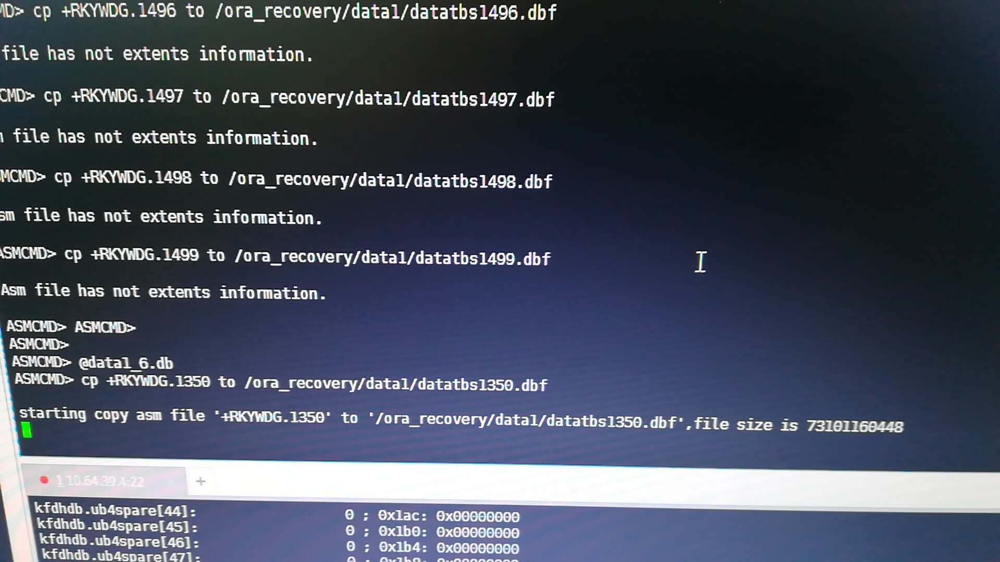 MD> cp +RKYWDG.1496 to /ora_recovery/data1/datatbs1496.dbf
file has not extents information.
CMD> cp +RKYWDG.1497 to /ora_recovery/data1/datatbs1497.dbf
file has not extents information.
MCMD> cp +RKYWDG.1498 to /ora_recovery/data1/datatbs1498.dbf
sm file has not extents information.
ASMCMD> cp +RKYWDG.1499 to /ora_recovery/data1/datatbs1499.dbf
Asm file has not extents information.
ASMCMD> ASMCMD>
ASMCMD>
ASMCMD> @data1_6.db
ASMCMD> cp +RKYWDG.1350 to /ora_recovery/data1/datatbs1350.dbf
starting copy asm file '+RKYWDG.1350' to '/ora_recovery/data1/datatbs1350.dbf',file size is 73101160448
1 10.64.39.4:22 +
kfdhdb.ub4spare[44]: 0 ; 0x1ac: 0x00000000
kfdhdb.ub4spare[45]: 0 ; 0x1b0: 0x00000000
kfdhdb.ub4spare[46]: 0 ; 0x1b4: 0x00000000
kfdhdb.ub4spare[47]: 0 ; 0x1b8: 0x00000000